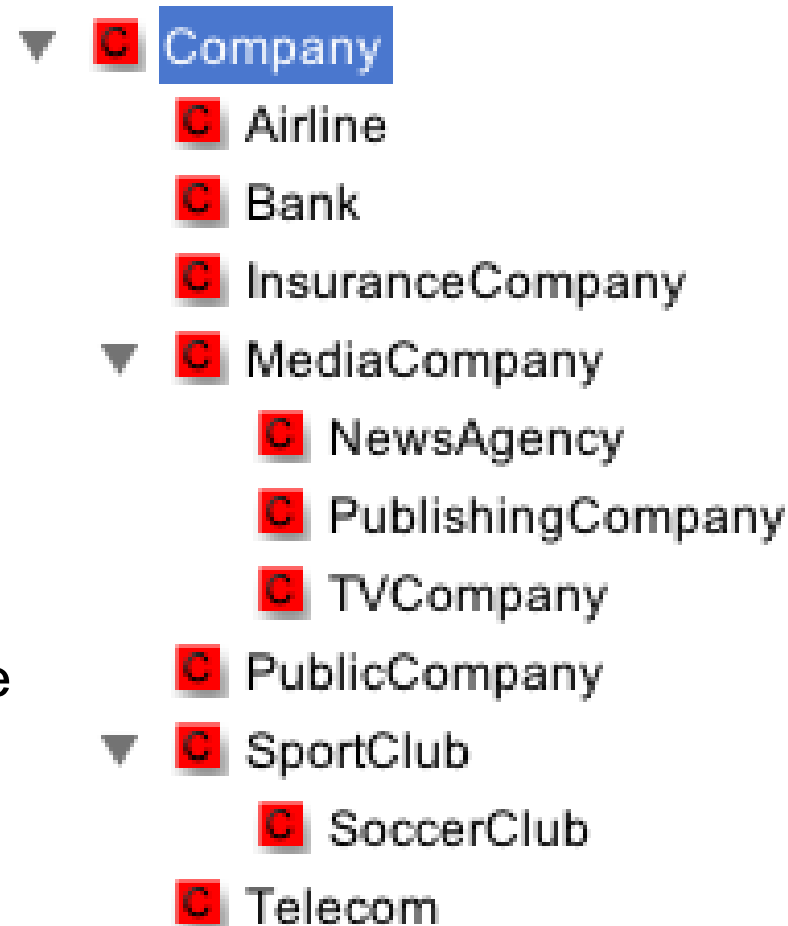 C Company
C Airline
C Bank
C InsuranceCompany
C MediaCompany
C NewsAgency
C PublishingCompany
C TVCompany
e C PublicCompany
C SportClub
C SoccerClub
C Telecom